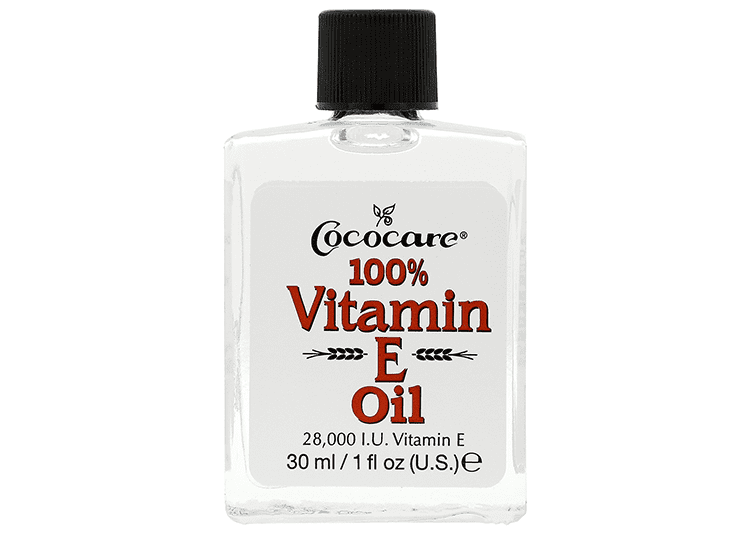 Cococare®
100%
Vitamin
E
Oil
28,000 I.U. Vitamin E
30 ml / 1 fl oz (U.S.) ℮